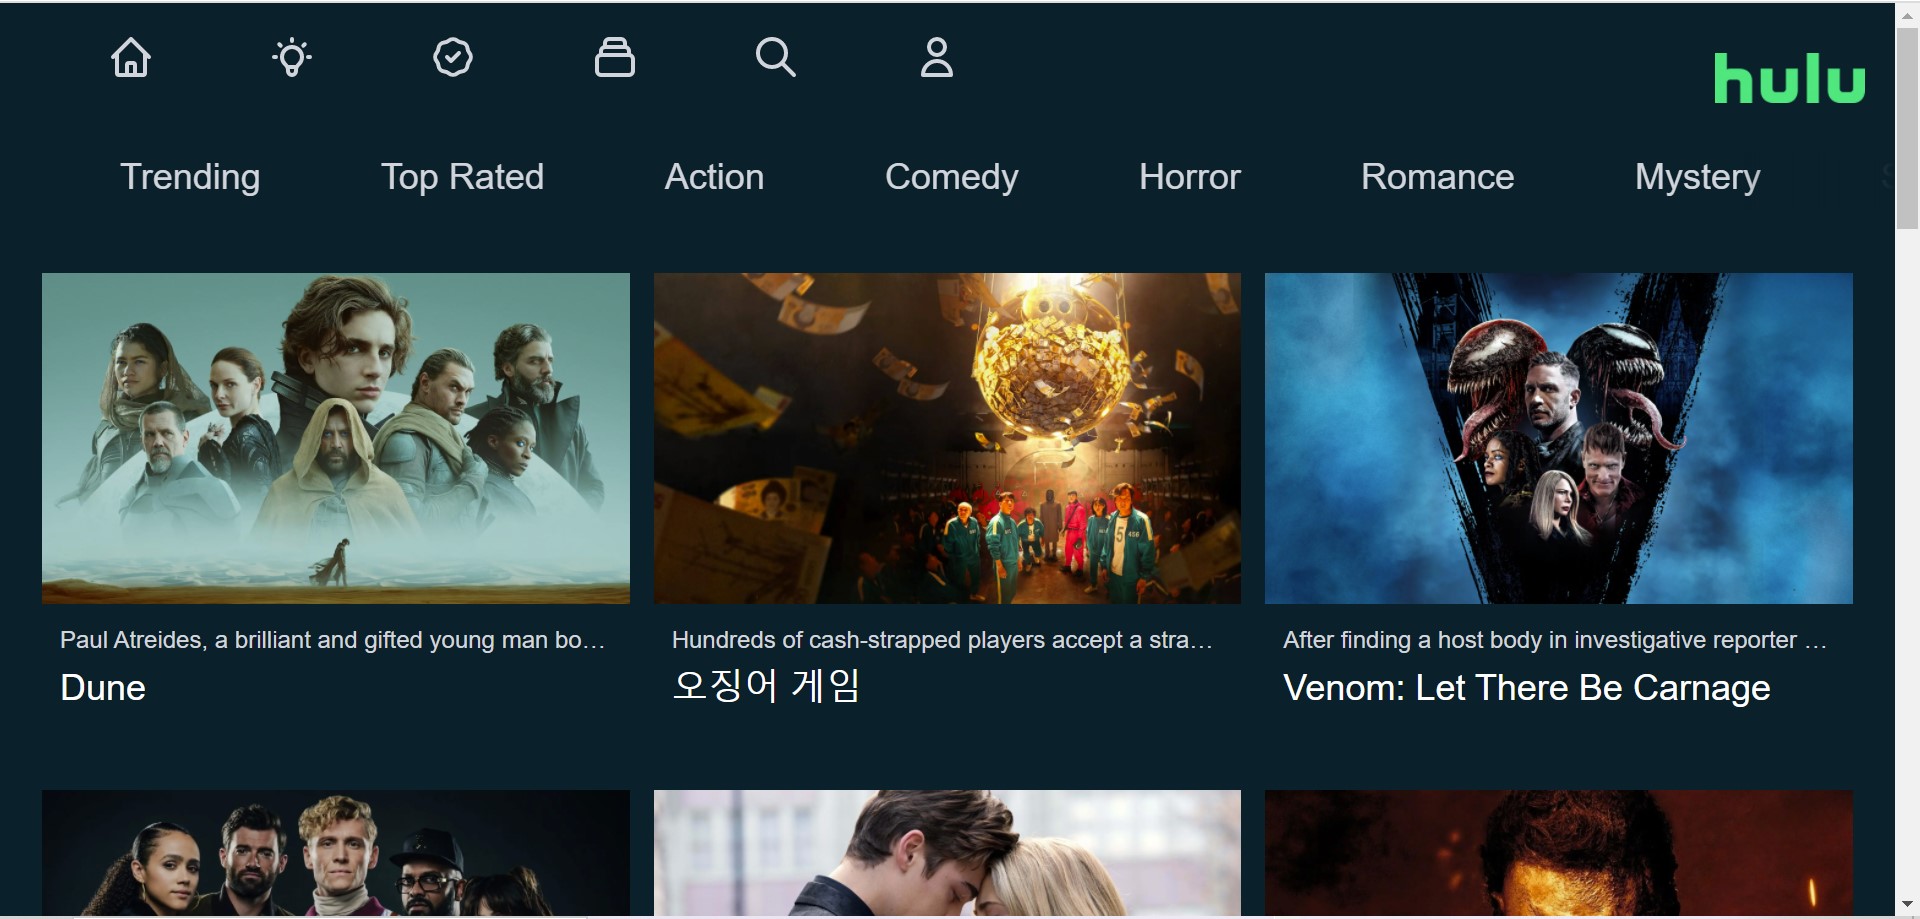 hulu
Trending
Top Rated
Action
Comedy
Horror
Romance
Mystery
Paul Atreides, a brilliant and gifted young man bo...
Dune
Hundreds of cash-strapped players accept a stra...
오징어 게임
After finding a host body in investigative reporter ...
Venom: Let There Be Carnage